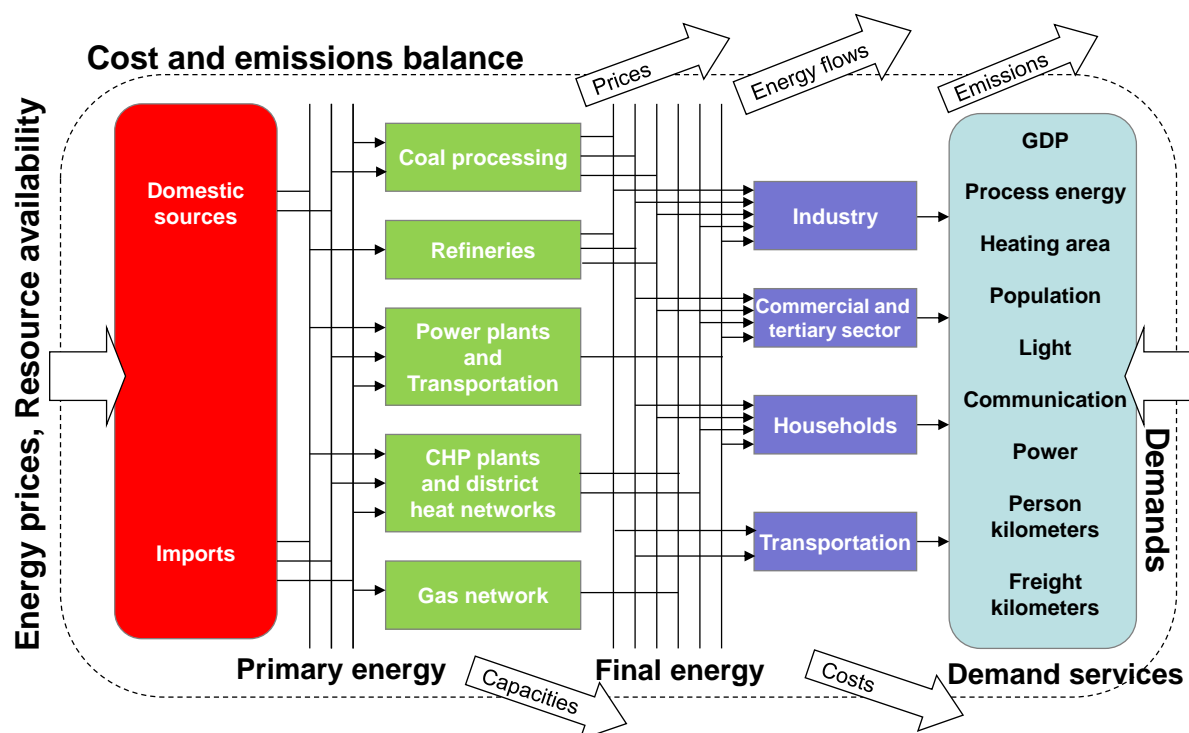 Cost and emissions balance
Prices
Energy flows
Emissions
Energy prices, Resource availability
Domestic
sources
Imports
Coal processing
Refineries
Power plants
and
Transportation
CHP plants
and district
heat networks
Gas network
Industry
Commercial and
tertiary sector
Households
Transportation
GDP
Process energy
Heating area
Population
Light
Communication
Power
Person
kilometers
Freight
kilometers
Demands
Primary energy
Final energy
Demand services
Capacities
Costs